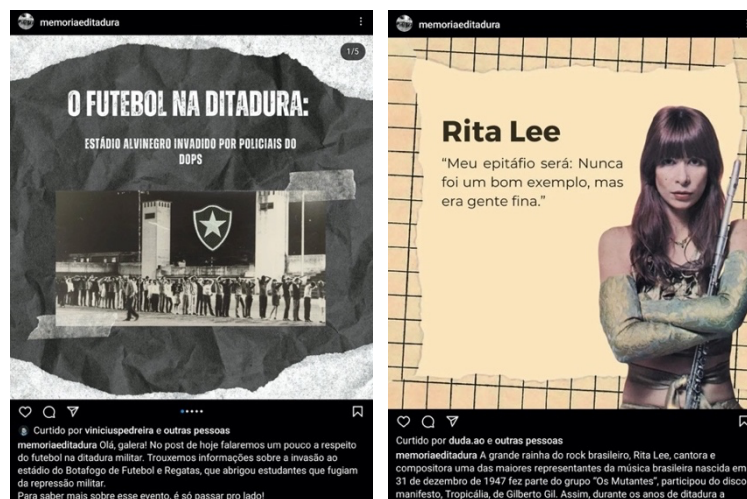 memoriaeditadura
1/5
O FUTEBOL NA DITADURA:
ESTÁDIO ALVINEGRO INVADIDO POR POLICIAIS DO
DOPS
Curtido por viniciuspedreira e outras pessoas
memoriaeditadura Olá, galera! No post de hoje falaremos um pouco a respeito
do futebol na ditadura militar. Trouxemos informações sobre a invasão ao
estádio do Botafogo de Futebol e Regatas, que abrigou estudantes que fugiam
da repressão militar.
Para saber mais sobre esse evento, é só passar pro lado!
memoriaeditadura
Rita Lee
“Meu epitáfio será: Nunca
foi um bom exemplo, mas
era gente fina.”
Curtido por duda.ao e outras pessoas
memoriaeditadura A grande rainha do rock brasileiro, Rita Lee, cantora e
compositora uma das maiores representantes da música brasileira nascida em
31 de dezembro de 1947 fez parte do grupo "Os Mutantes", participou do disco
manifesto, Tropicália, de Gilberto Gil. Assim, durante os anos de ditadura a